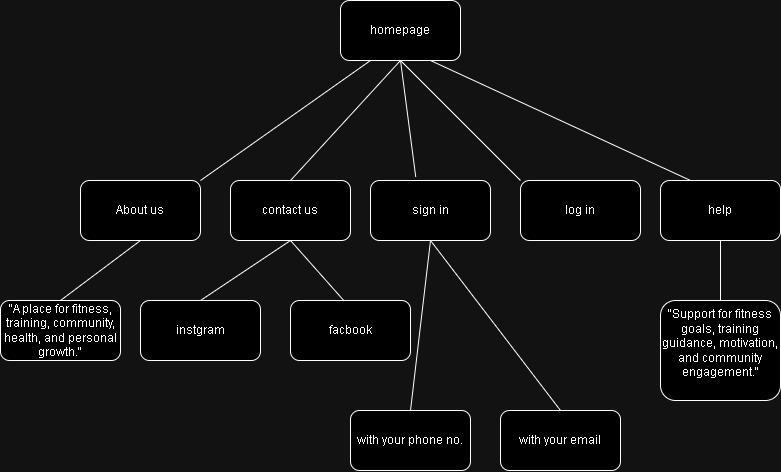 homepage
About us
contact us
sign in
log in
help
"A place for fitness,
training, community,
health, and personal
growth."
instgram
facbook
"Support for fitness
goals, training
guidance, motivation,
and community
engagement."
with your phone no.
with your email